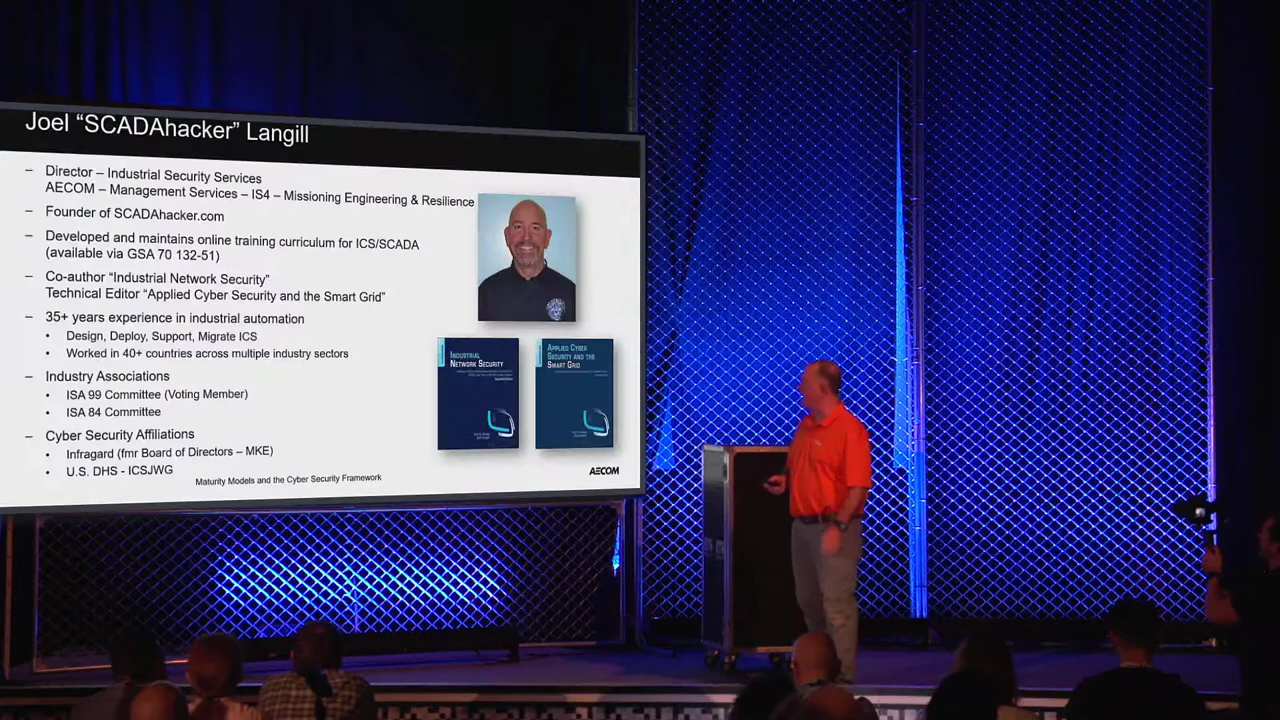 Joel “SCADAhacker” Langill
– Director – Industrial Security Services
AECOM – Management Services – IS4 – Missioning Engineering & Resilience
– Founder of SCADAhacker.com
– Developed and maintains online training curriculum for ICS/SCADA
(available via GSA 70 132-51)
– Co-author “Industrial Network Security”
Technical Editor “Applied Cyber Security and the Smart Grid”
– 35+ years experience in industrial automation
• Design, Deploy, Support, Migrate ICS
• Worked in 40+ countries across multiple industry sectors
– Industry Associations
• ISA 99 Committee (Voting Member)
• ISA 84 Committee
– Cyber Security Affiliations
• Infragard (fmr Board of Directors – MKE)
• U.S. DHS - ICSJWG
INDUSTRIAL
NETWORK SECURITY
APPLIED CYBER
SECURITY AND THE
SMART GRID
Maturity Models and the Cyber Security Framework
AECOM